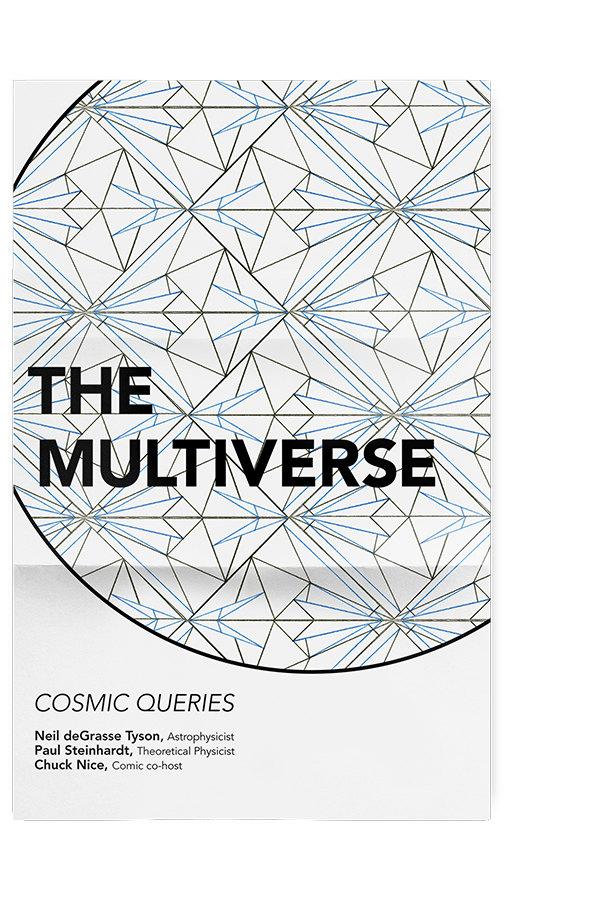 THE
MULTIVERSE
COSMIC QUERIES
Neil deGrasse Tyson, Astrophysicist
Paul Steinhardt, Theoretical Physicist
Chuck Nice, Comic co-host